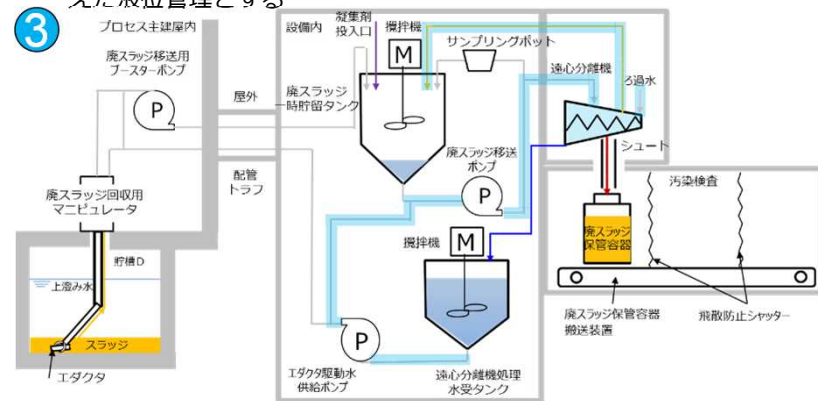 えた液位管理とする
3
プロセス主建屋内
廃スラッジ移送用
ブースターポンプ
P
屋外
配管
トラフ
廃スラッジ回収用
マニピュレータ
貯槽D
上澄み水
スラッジ
エダクタ
設備内
凝集剤
投入口
攪拌機
M
サンプリングポット
廃スラッジ
一時貯留タンク
廃スラッジ移送
ポンプ
P
攪拌機
M
P
エダクタ駆動水
供給ポンプ
遠心分離機処理
水受タンク
遠心分離機
ろ過水
シュート
汚染検査
廃スラッジ
保管容器
廃スラッジ保管容器
搬送装置
飛散防止シャッター